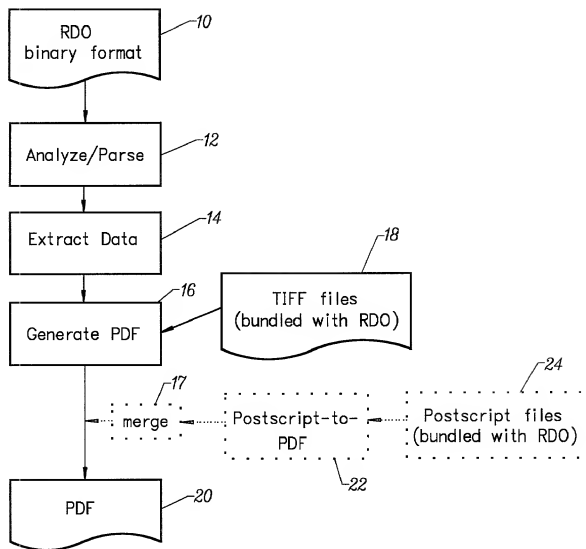 10
RDO
binary format
12
Analyze/Parse
14
Extract Data
16
18
Generate PDF
TIFF files
(bundled with RDO)
17
merge
Postscript-to-
PDF
22
24
Postscript files
(bundled with RDO)
20
PDF